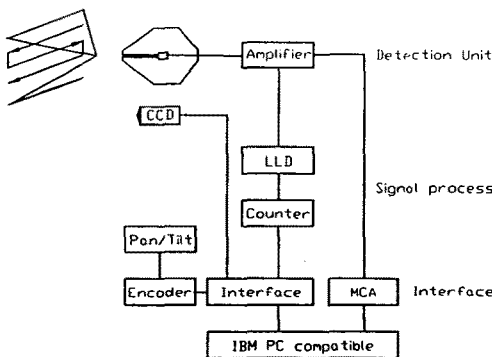 Amplifier
Detection Unit
CCD
LLD
Signal process
Counter
Pan/Tilt
Encoder
Interface
MCA
Interface
IBM PC compatible